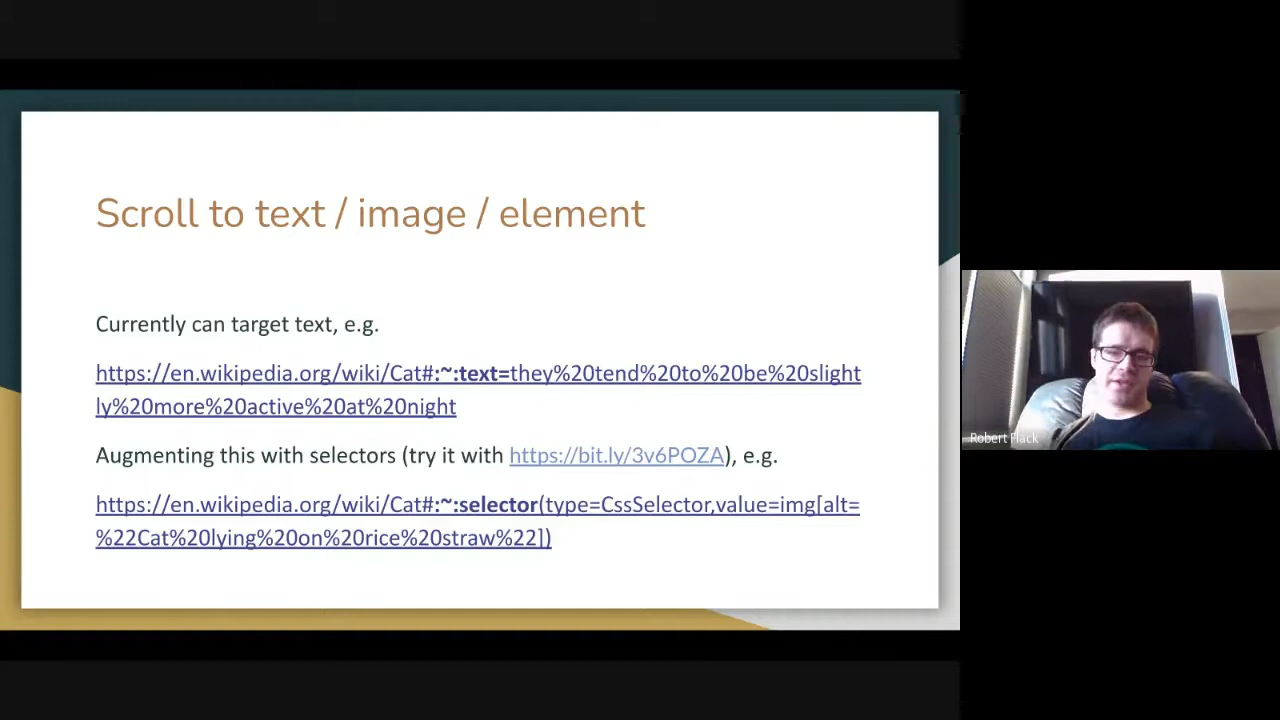 Scroll to text / image / element
Currently can target text, e.g.
https://en.wikipedia.org/wiki/Cat#:~:text=they%20tend%20to%20be%20slight
ly%20more%20active%20at%20night
Augmenting this with selectors (try it with https://bit.ly/3v6POZA), e.g.
https://en.wikipedia.org/wiki/Cat#:~:selector(type=CssSelector,value=img[alt=
%22Cat%20lying%20on%20rice%20straw%22])
Robert Flack